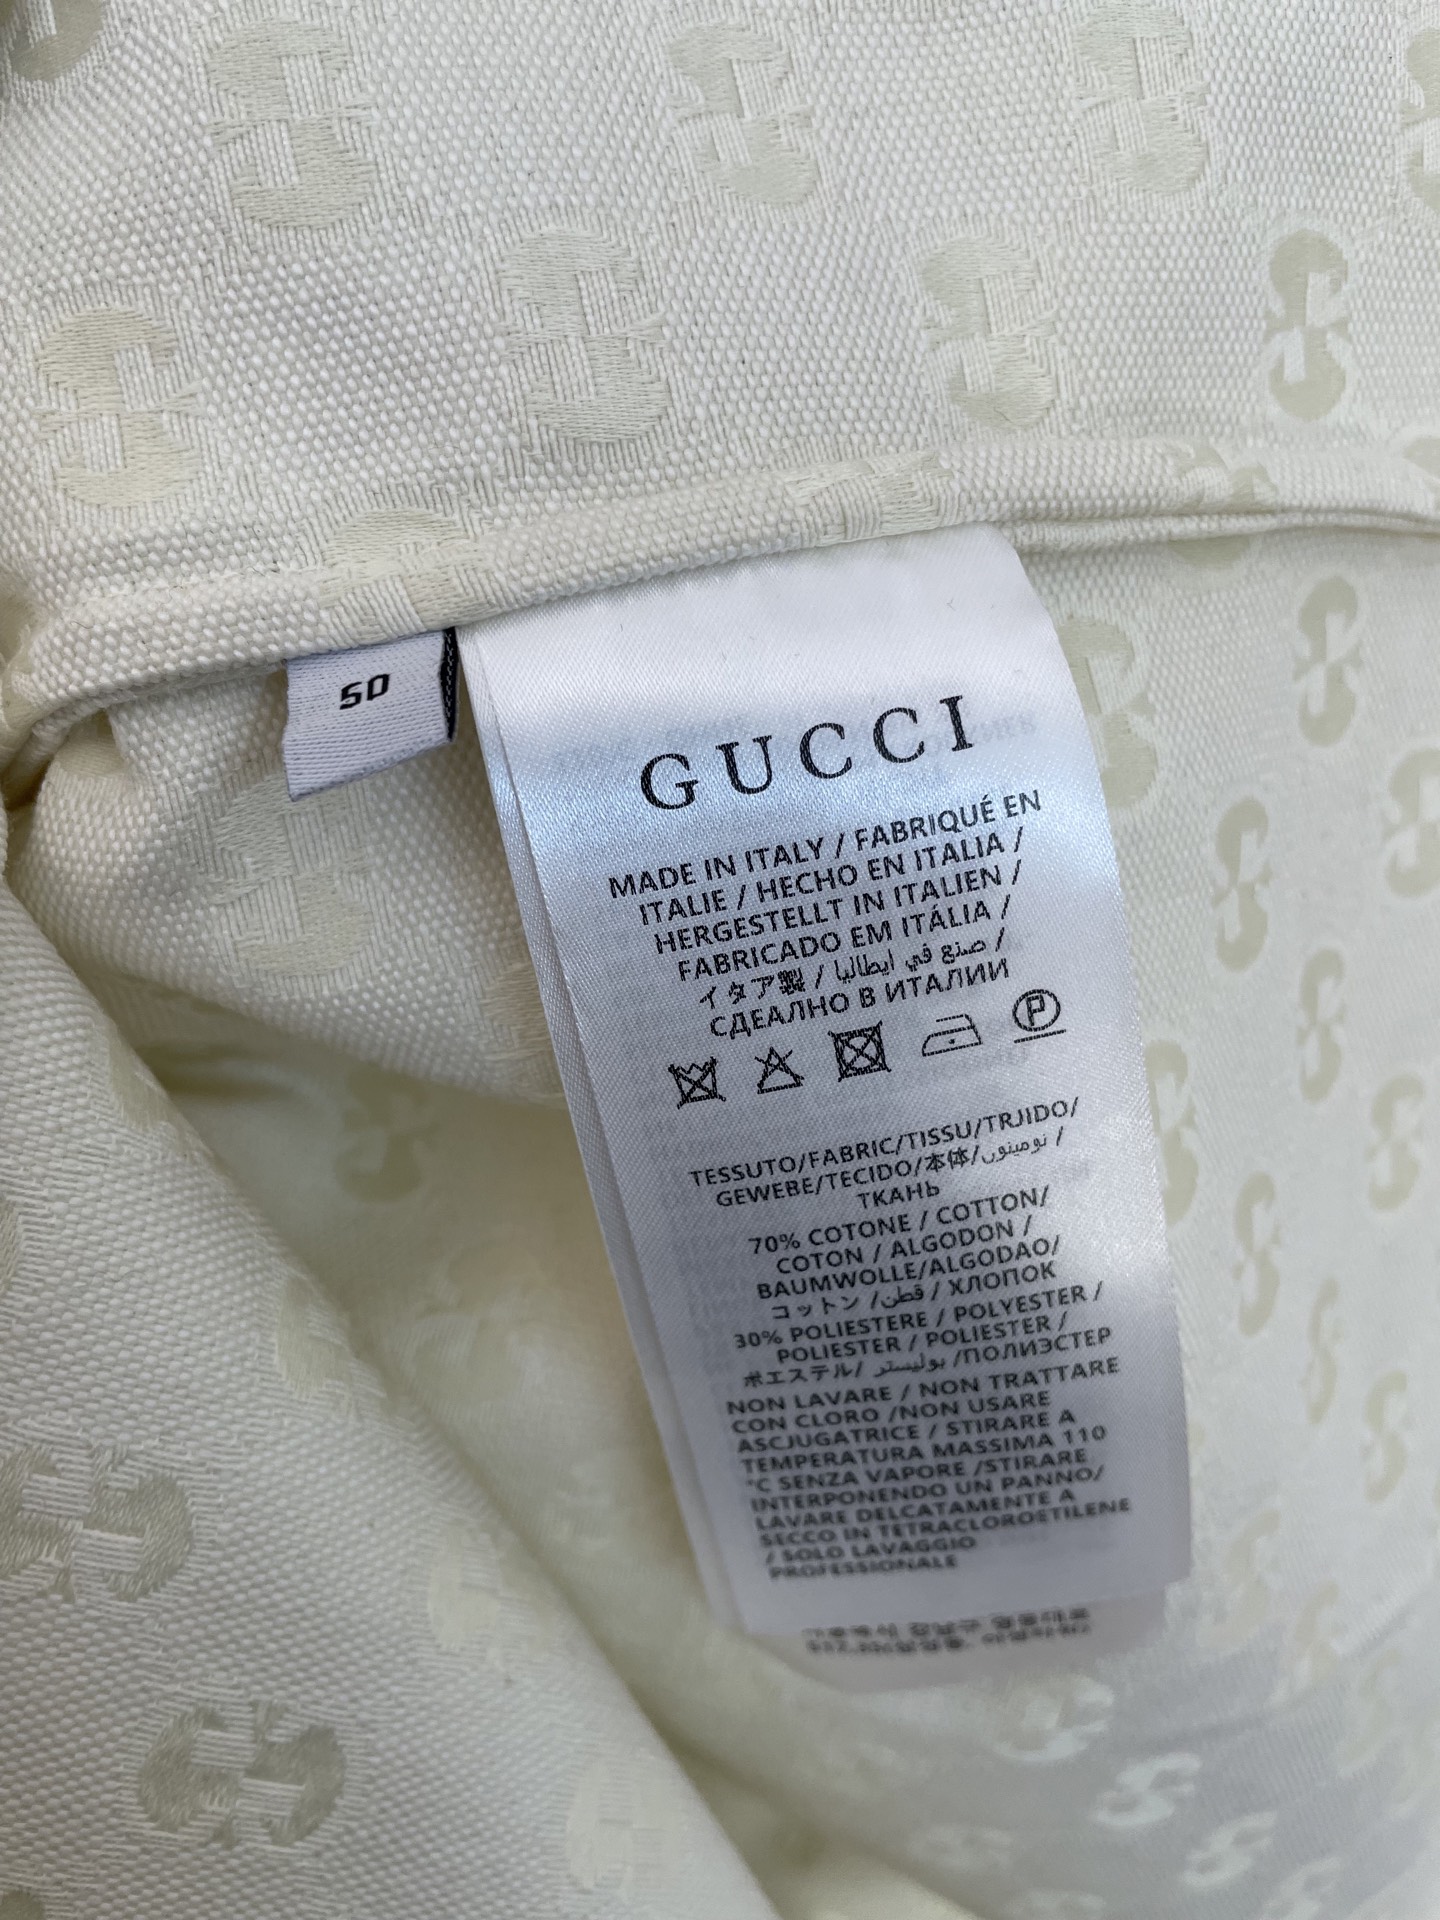 50
GUCCI
MADE IN ITALY / FABRIQUÉ EN
ITALIE / HECHO EN ITALIA /
HERGESTELLT IN ITALIEN /
FABRICADO EM ITÁLIA /
イタア製 / صنع في ايطاليا /
СДЕАЛНО В ИТАЛИИ
P
TESSUTO/FABRIC/TISSU/TRJIDO/
GEWEBE/TECIDO/本体/نومينون /
ТКАНЬ
70% COTONE / COTTON/
COTON / ALGODON /
BAUMWOLLE/ALGODAO/
コットン /قطن / ХЛОПОК
30% POLIESTERE / POLYESTER /
POLIESTER / POLIESTER /
ポエステル/ بوليستر /ПОЛИЭСТЕР
NON LAVARE / NON TRATTARE
CON CLORO /NON USARE
ASCJUGATRICE / STIRARE A
TEMPERATURA MASSIMA 110
°C SENZA VAPORE /STIRARE
INTERPONENDO UN PANNO/
LAVARE DELCATAMENTE A
SECCO IN TETRACLOROETILENE
/ SOLO LAVAGGIO
PROFESSIONALE